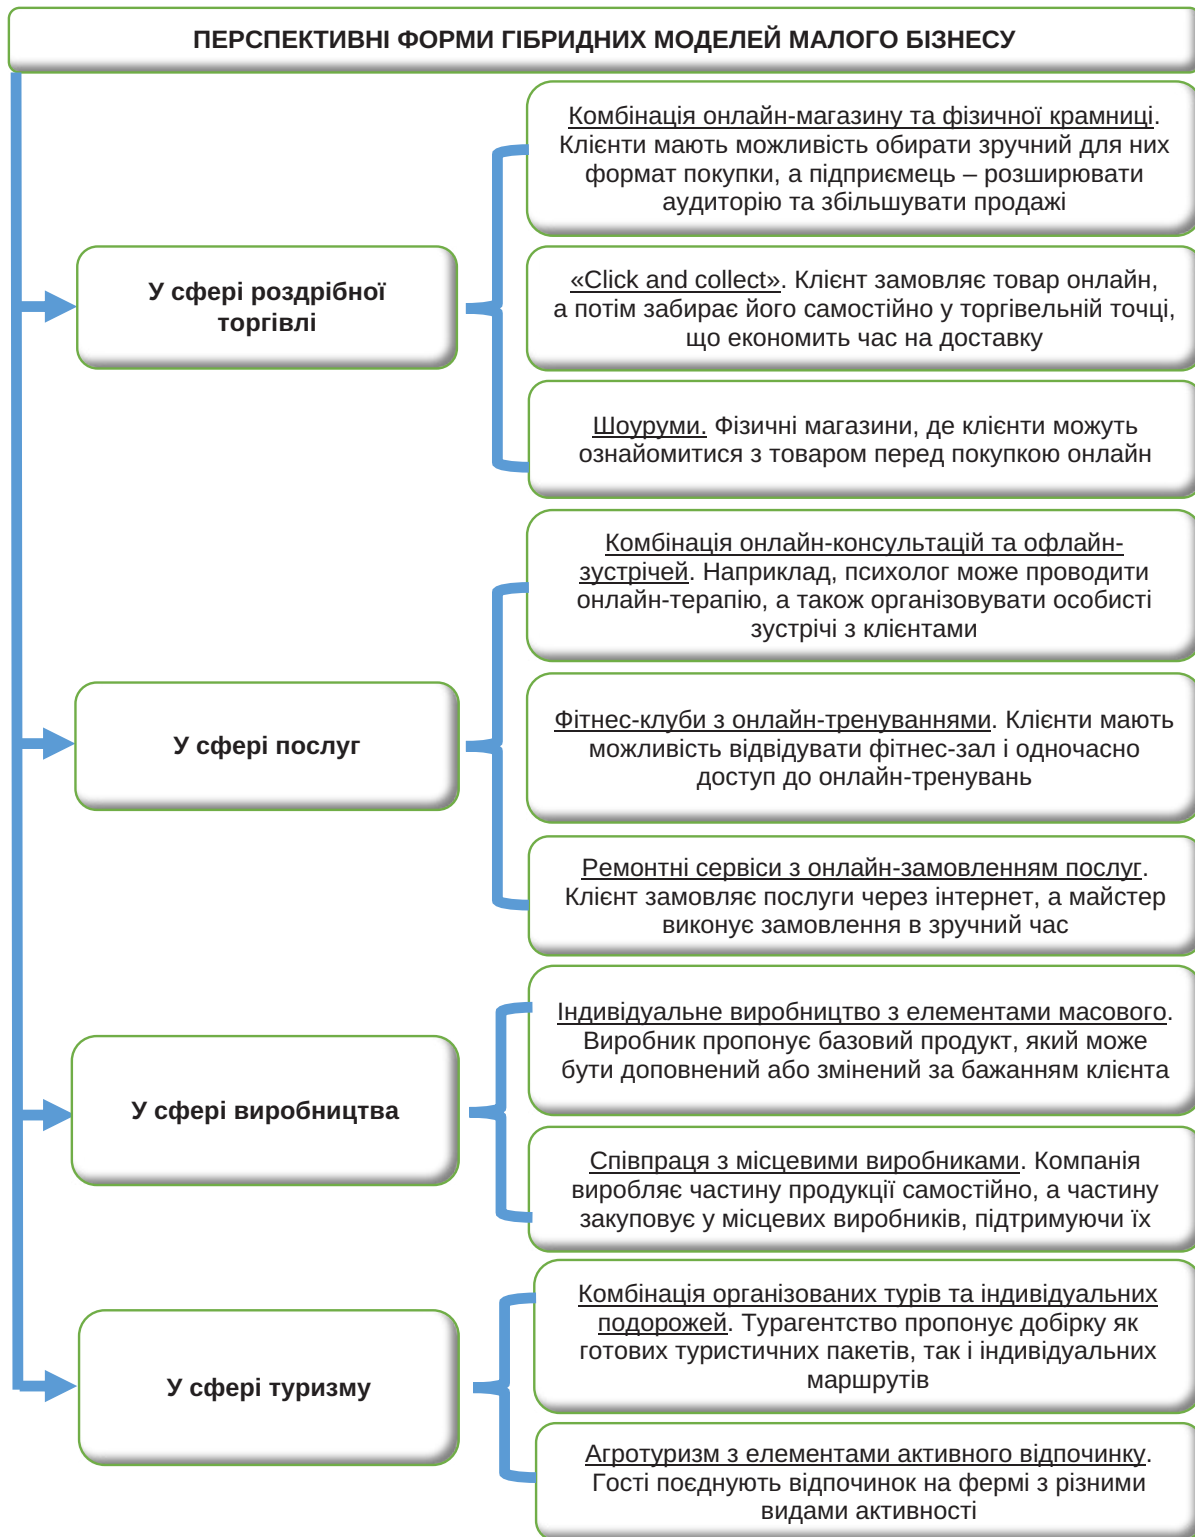 ПЕРСПЕКТИВНІ ФОРМИ ГІБРИДНИХ МОДЕЛЕЙ МАЛОГО БІЗНЕСУ
У сфері роздрібної
торгівлі
Комбінація онлайн-магазину та фізичної крамниці.
Клієнти мають можливість обирати зручний для них
формат покупки, а підприємець – розширювати
аудиторію та збільшувати продажі
«Click and collect». Клієнт замовляє товар онлайн,
а потім забирає його самостійно у торгівельній точці,
що економить час на доставку
Шоуруми. Фізичні магазини, де клієнти можуть
ознайомитися з товаром перед покупкою онлайн
У сфері послуг
Комбінація онлайн-консультацій та офлайн-
зустрічей. Наприклад, психолог може проводити
онлайн-терапію, а також організовувати особисті
зустрічі з клієнтами
Фітнес-клуби з онлайн-тренуваннями. Клієнти мають
можливість відвідувати фітнес-зал і одночасно
доступ до онлайн-тренувань
Ремонтні сервіси з онлайн-замовленням послуг.
Клієнт замовляє послуги через інтернет, а майстер
виконує замовлення в зручний час
У сфері виробництва
Індивідуальне виробництво з елементами масового.
Виробник пропонує базовий продукт, який може
бути доповнений або змінений за бажанням клієнта
Співпраця з місцевими виробниками. Компанія
виробляє частину продукції самостійно, а частину
закуповує у місцевих виробників, підтримуючи їх
У сфері туризму
Комбінація організованих турів та індивідуальних
подорожей. Турагентство пропонує добірку як
готових туристичних пакетів, так і індивідуальних
маршрутів
Агротуризм з елементами активного відпочинку.
Гості поєднують відпочинок на фермі з різними
видами активності